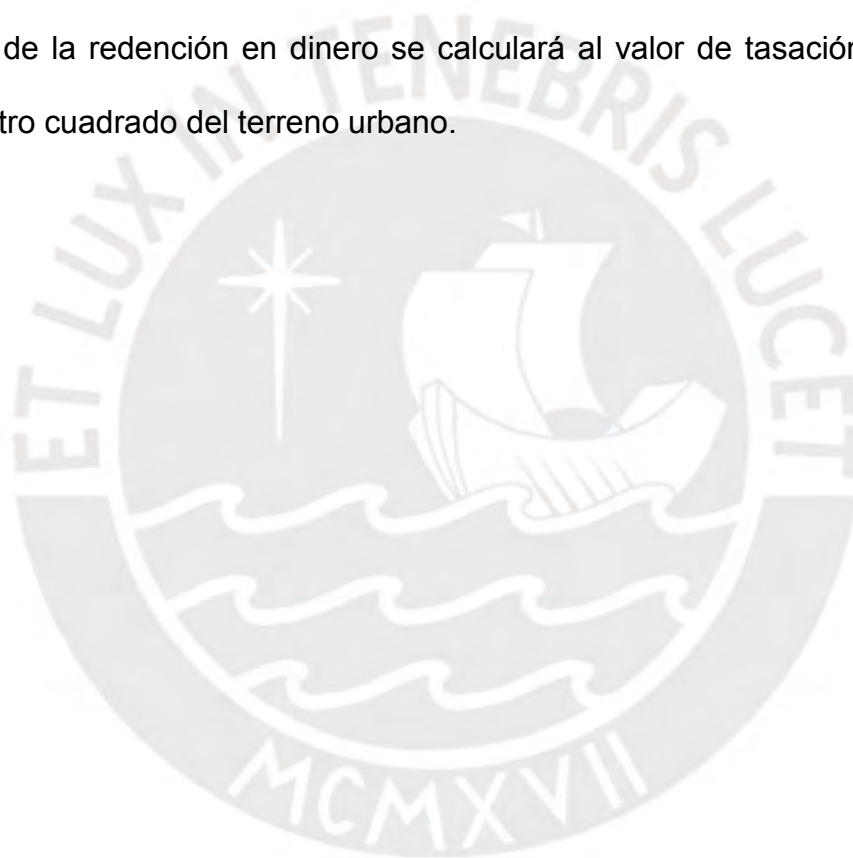 de la redención en dinero se calculará al valor de tasación
tro cuadrado del terreno urbano.
ET LUX IN TENEBRIS LUCET
MCMXVII